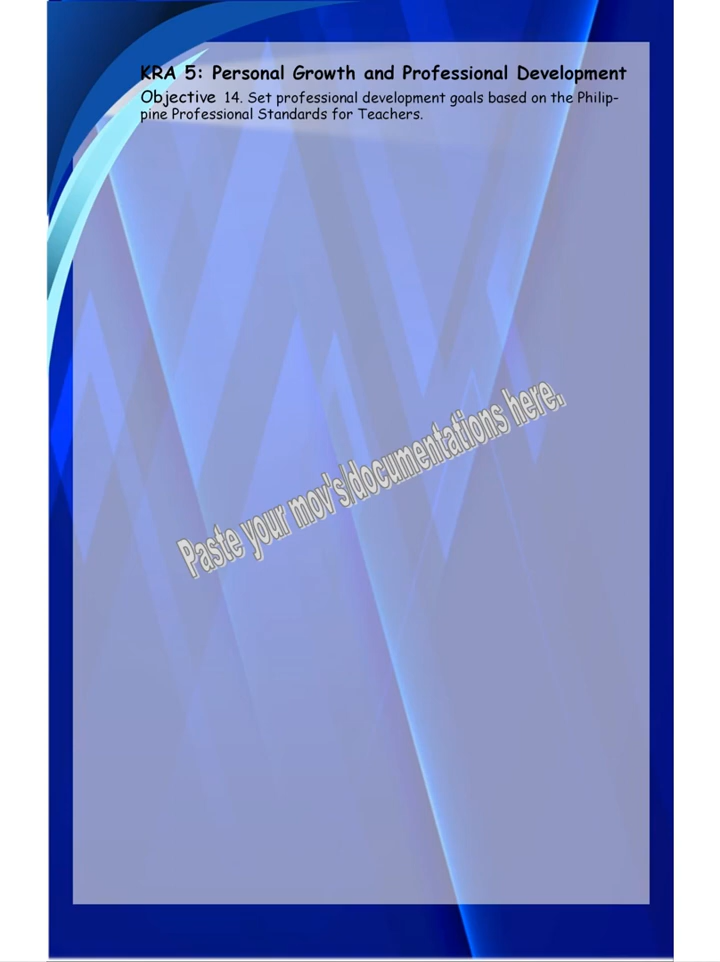 KRA 5: Personal Growth and Professional Development
Objective 14. Set professional development goals based on the Philip-
pine Professional Standards for Teachers.
Paste your mov's/documentations here.